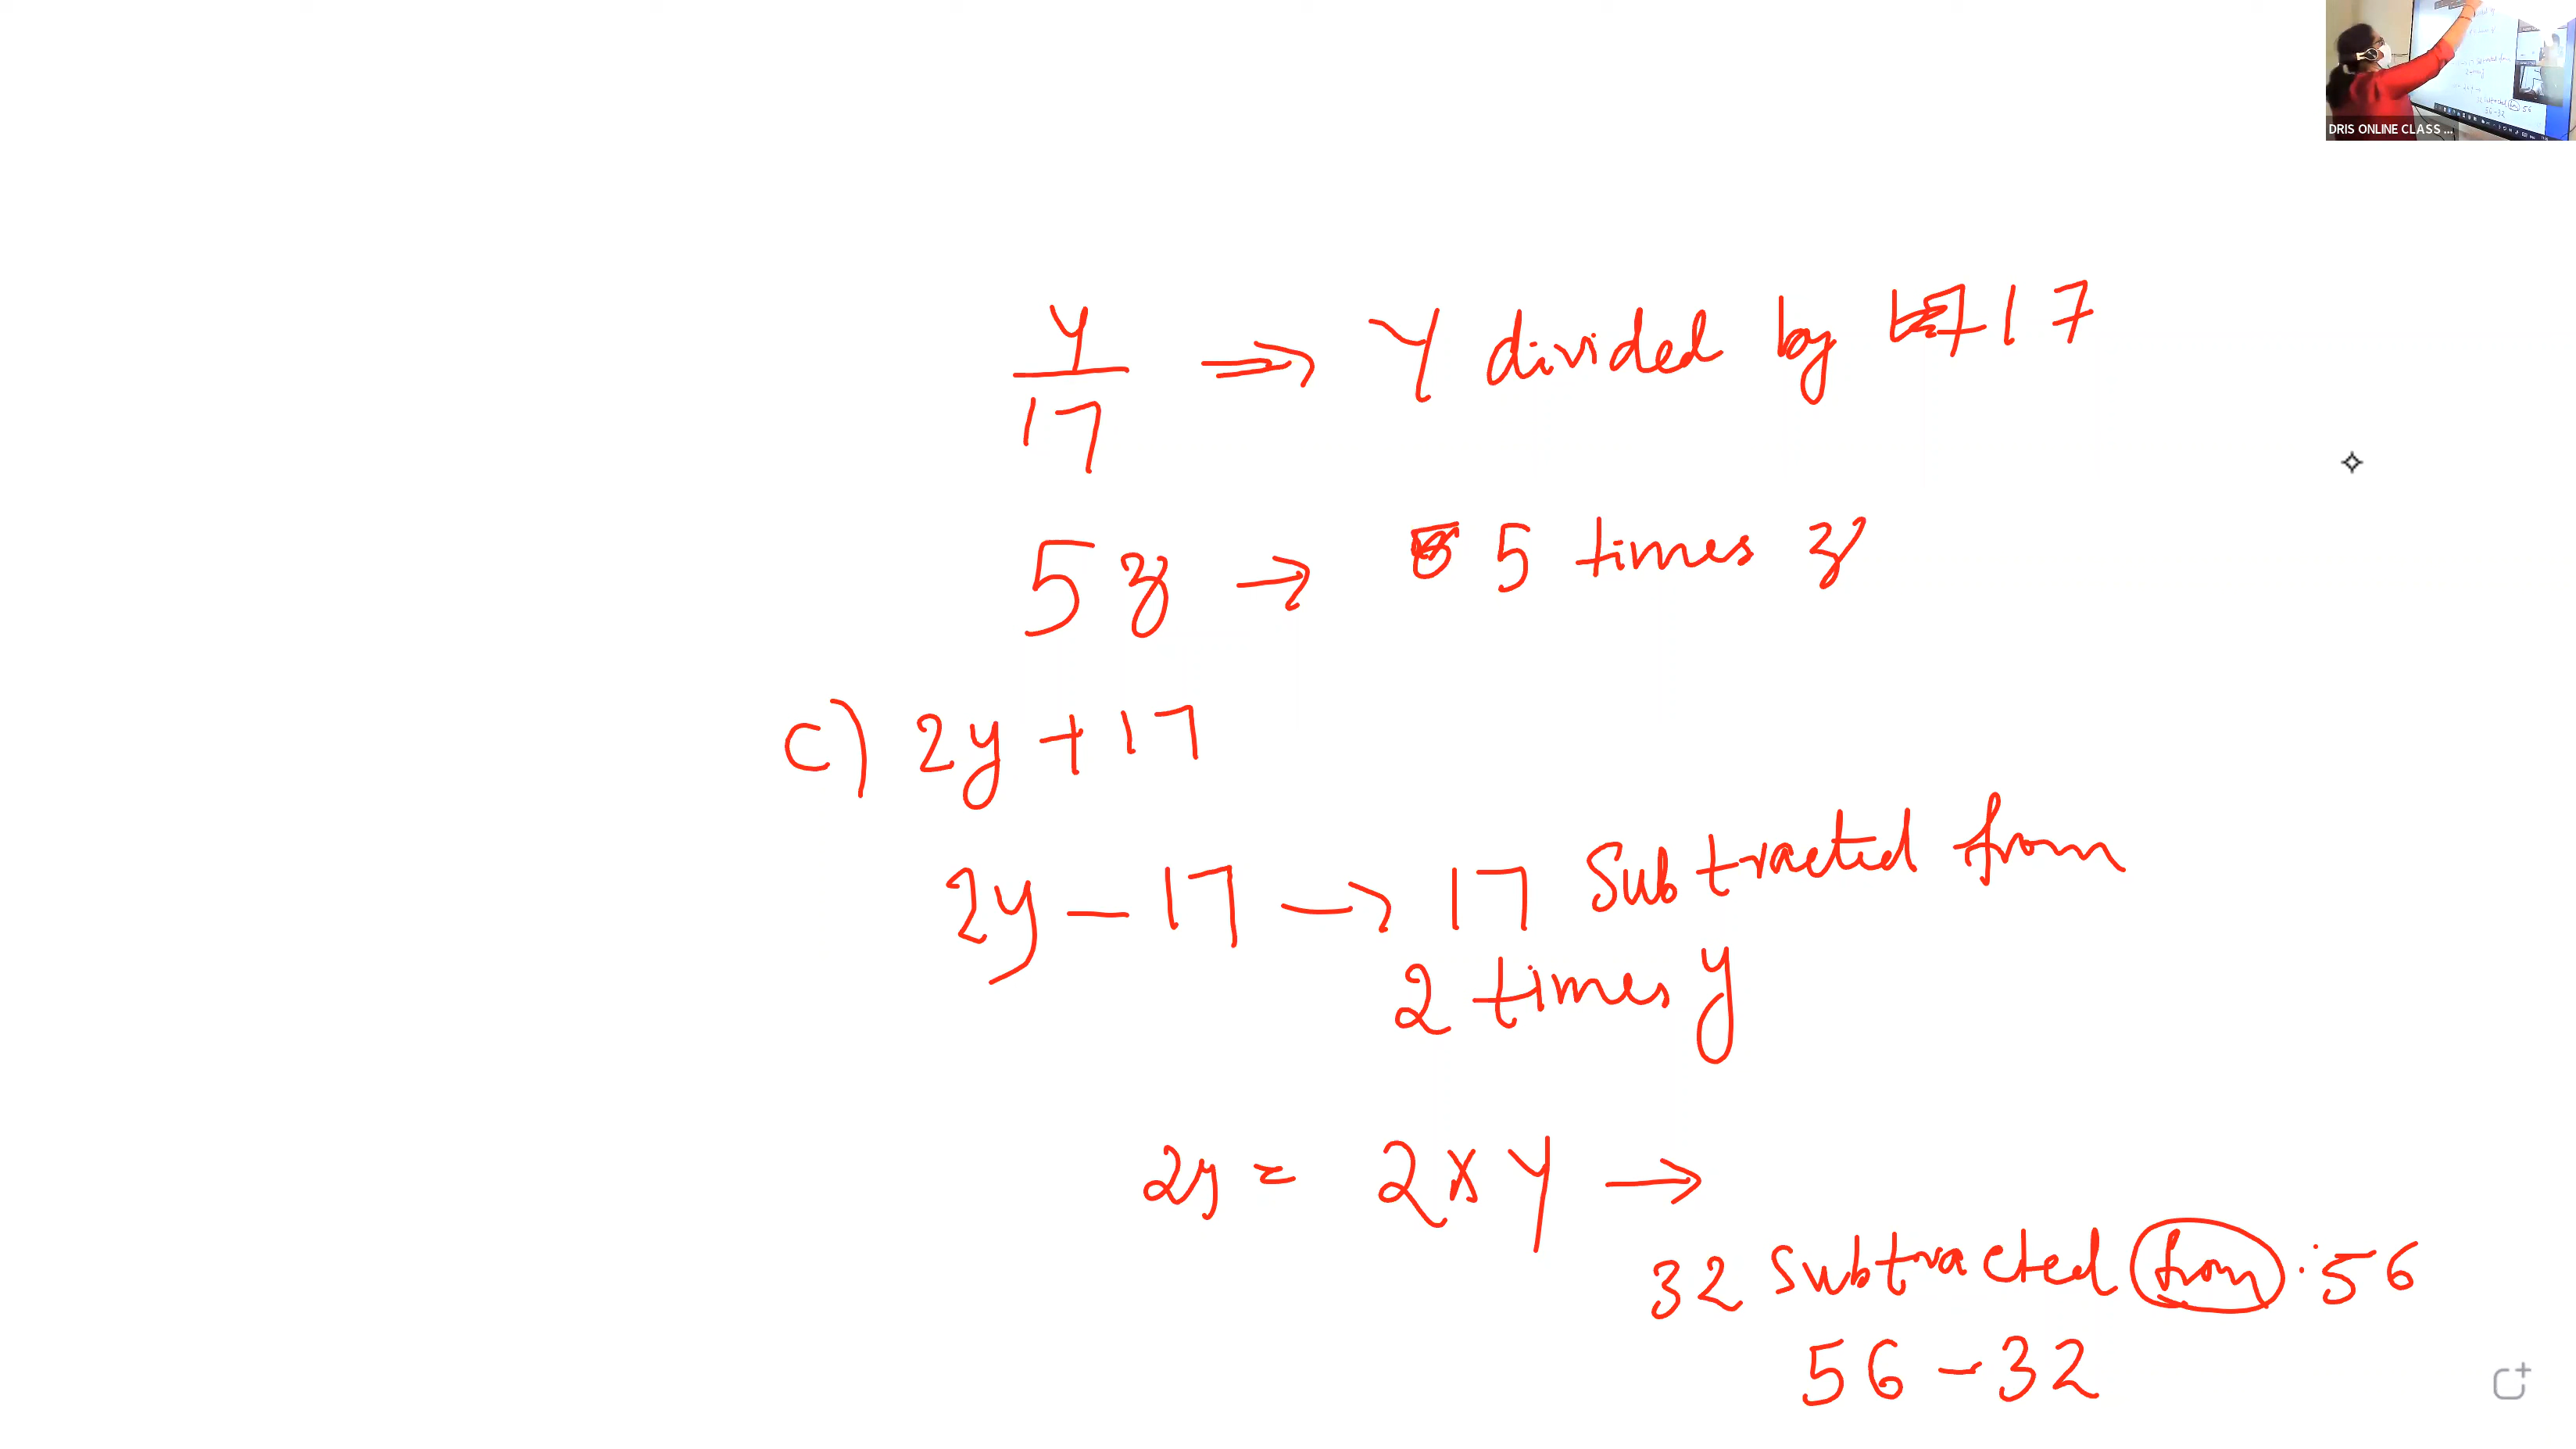 DRIS ONLINE CLASS ...
y/17 ⇒ Y divided by 17
5z → 5 times z
C) 2y + 17
2y – 17 → 17 Subtracted from
2 times y
2y = 2 x Y →
32 subtracted from 56
56 – 32